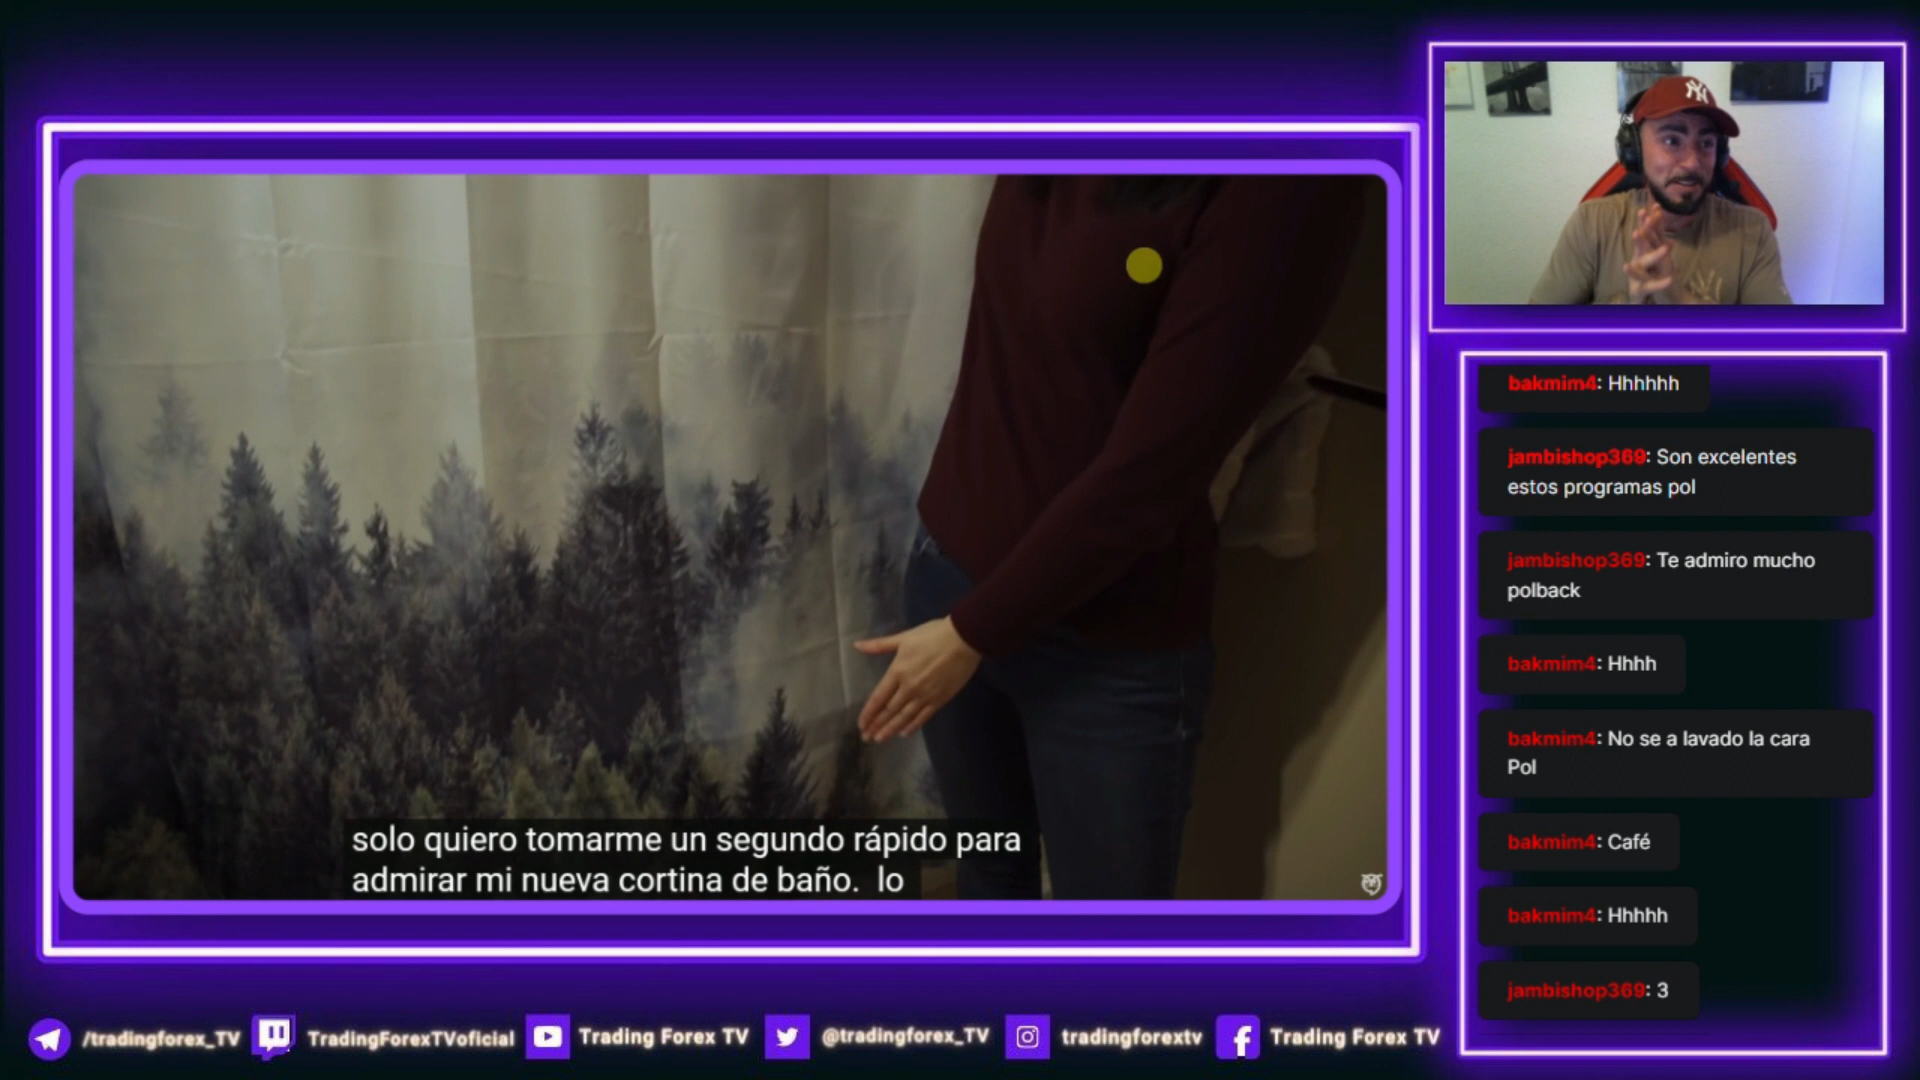 NY
bakmim4: Hhhhhh
jambishop369: Son excelentes
estos programas pol
jambishop369: Te admiro mucho
polback
bakmim4: Hhhh
bakmim4: No se a lavado la cara
Pol
bakmim4: Café
bakmim4: Hhhhh
jambishop369: 3
solo quiero tomarme un segundo rápido para
admirar mi nueva cortina de baño. lo
/tradingforex_TV TradingForexTVoficial Trading Forex TV @tradingforex_TV tradingforextv Trading Forex TV